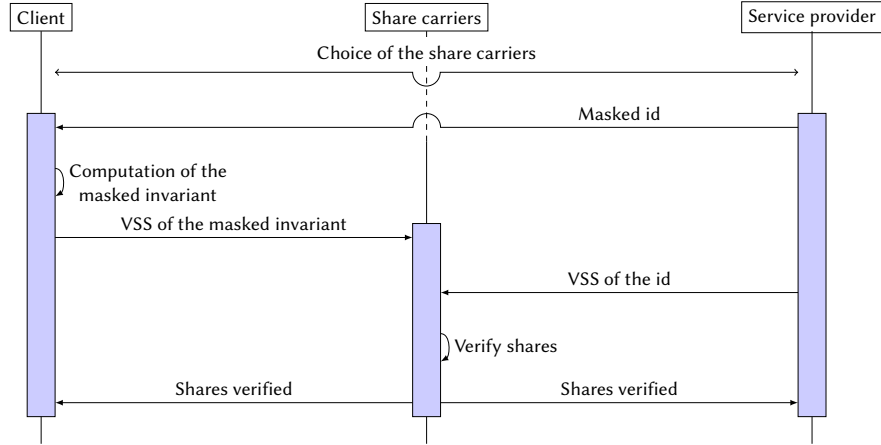 Client
Share carriers
Service provider
Choice of the share carriers
Masked id
Computation of the
masked invariant
VSS of the masked invariant
VSS of the id
Verify shares
Shares verified
Shares verified